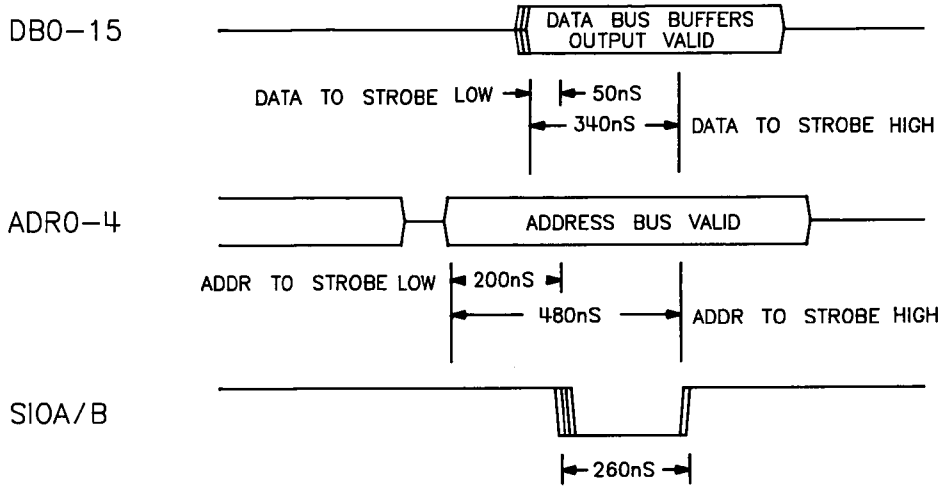 DB0-15
DATA BUS BUFFERS
OUTPUT VALID
DATA TO STROBE LOW
50nS
340nS
DATA TO STROBE HIGH
ADR0-4
ADDRESS BUS VALID
ADDR TO STROBE LOW
200nS
480nS
ADDR TO STROBE HIGH
SIOA/B
260nS